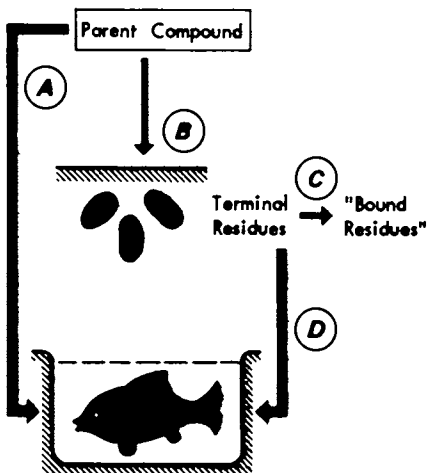 Parent Compound
A
B
C
Terminal Residues
"Bound Residues"
D